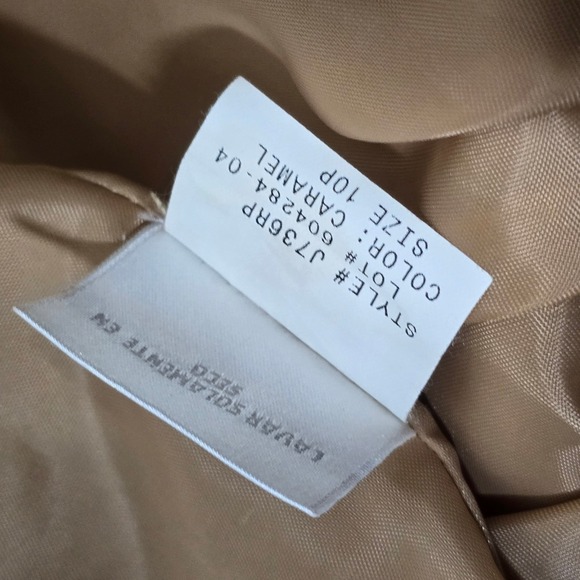 STYLE# J736RP
LOT# 604284-04
COLOR: CARAMEL
SIZE 10P
LAVAR SOLAMENTE EN
SECO